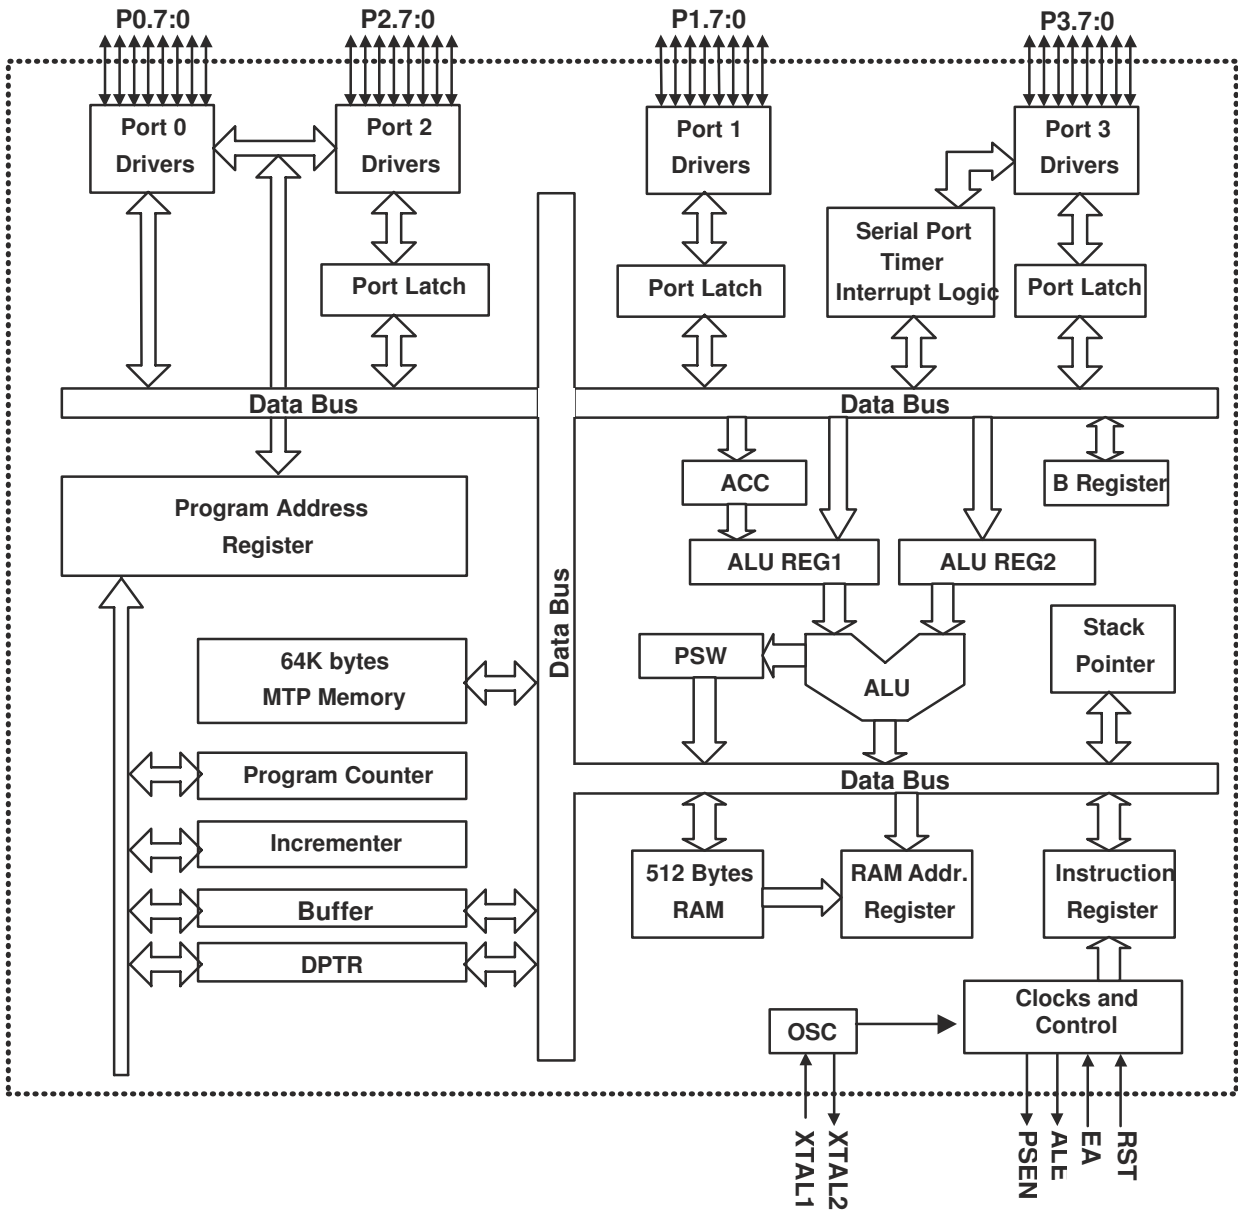 P0.7:0
P2.7:0
P1.7:0
P3.7:0
Port 0
Drivers
Port 2
Drivers
Port 1
Drivers
Port 3
Drivers
Port Latch
Port Latch
Serial Port
Timer
Interrupt Logic
Port Latch
Data Bus
Data Bus
ACC
B Register
Program Address
Register
ALU REG1
ALU REG2
Data Bus
64K bytes
MTP Memory
PSW
ALU
Stack
Pointer
Program Counter
Data Bus
Incrementer
512 Bytes
RAM
RAM Addr.
Register
Instruction
Register
Buffer
DPTR
OSC
Clocks and
Control
XTAL1
XTAL2
PSEN
ALE
EA
RST